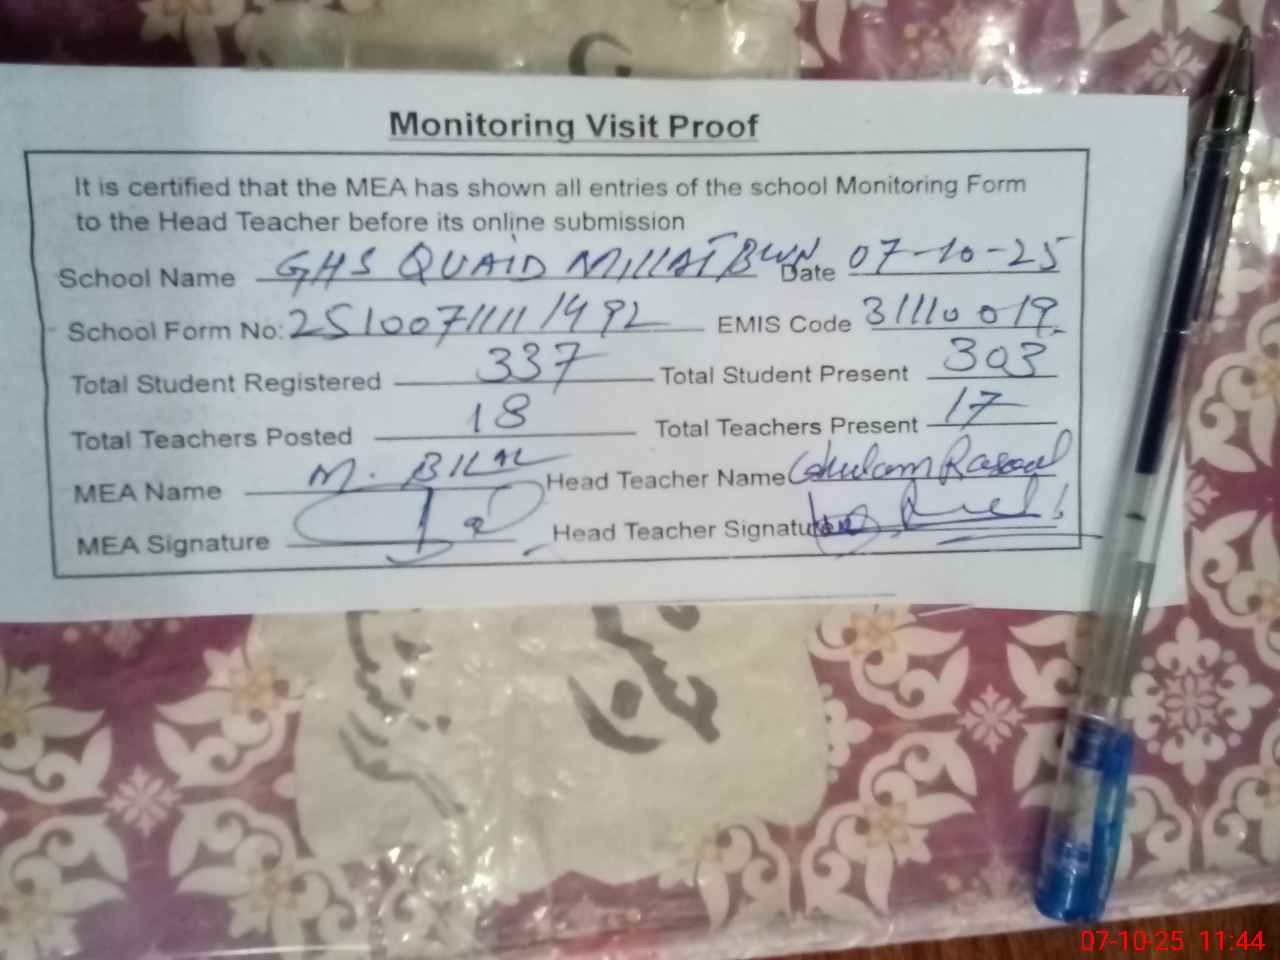 G
Monitoring Visit Proof
It is certified that the MEA has shown all entries of the school Monitoring Form
to the Head Teacher before its online submission
School Name GHS QUAID MILLAT BWN Date 07-10-25
School Form No: 2510071111 1492 EMIS Code 31110019
Total Student Registered 337 Total Student Present 303
Total Teachers Posted 18 Total Teachers Present 17
MEA Name M. BILAL Head Teacher Name Ghulam Rasool
MEA Signature Head Teacher Signature
07-10-25 11:44